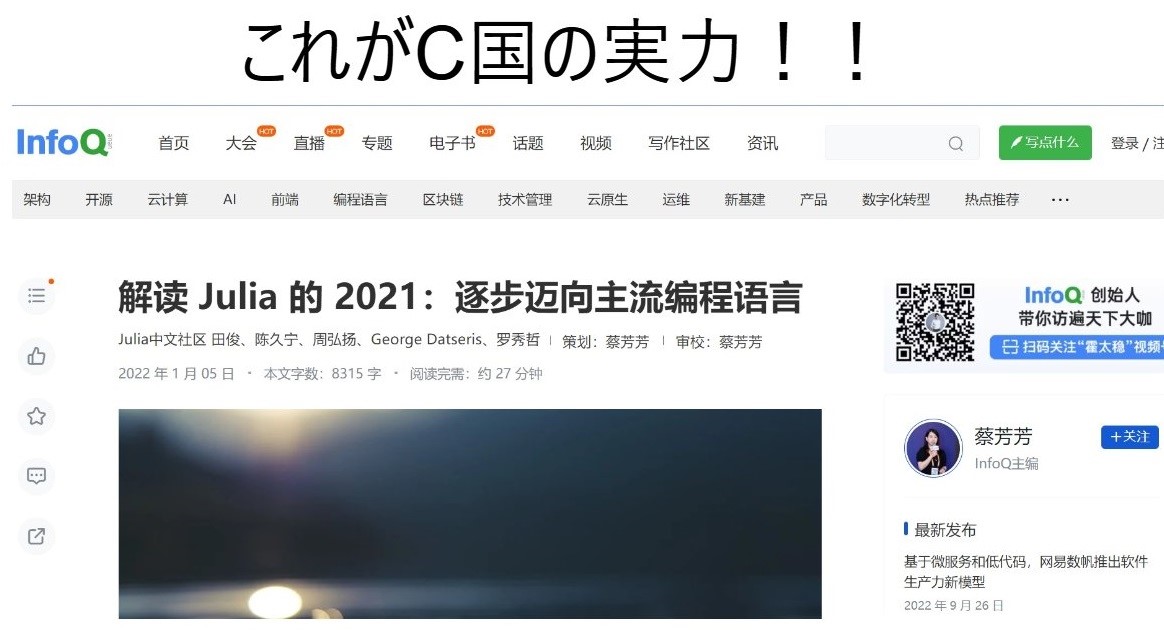 これがC国の実力！！
InfoQ 首页 大会 HOT 直播 HOT 专题 电子书 HOT 话题 视频 写作社区 资讯 写点什么 登录 / 注
架构 开源 云计算 AI 前端 编程语言 区块链 技术管理 云原生 运维 新基建 产品 数字化转型 热点推荐 ···
解读 Julia 的 2021：逐步迈向主流编程语言
Julia中文社区 田俊、陈久宁、周弘扬、George Datseris、罗秀哲 | 策划：蔡芳芳 | 审校：蔡芳芳
2022 年 1 月 05 日 · 本文字数：8315 字 · 阅读完需：约 27 分钟
InfoQ 创始人
带你访遍天下大咖
扫码关注“霍太稳”视频
蔡芳芳
+关注
InfoQ主编
最新发布
基于微服务和低代码，网易数帆推出软件
生产力新模型
2022 年 9 月 26 日